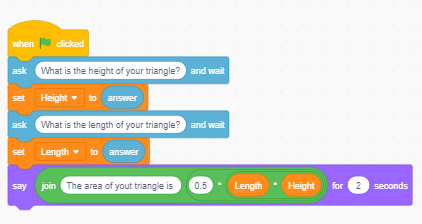 when clicked
ask What is the height of your triangle? and wait
set Height to answer
ask What is the length of your triangle? and wait
set Length to answer
say join The area of yout triangle is 0.5 * Length * Height for 2 seconds